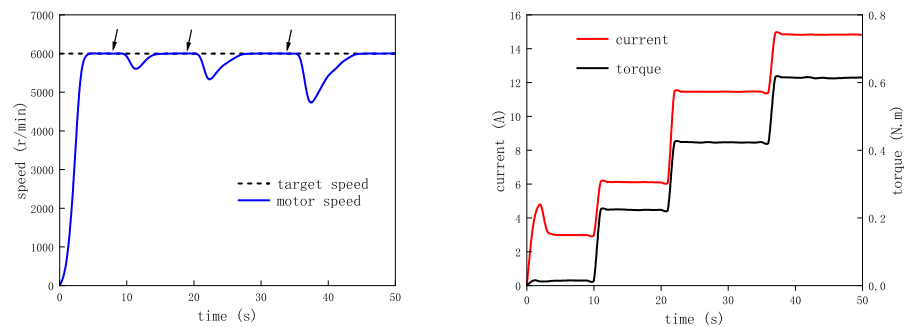 7000
6000
5000
4000
3000
2000
1000
0
speed (r/min)
target speed
motor speed
0 10 20 30 40 50
time (s)
16
14
12
10
8
6
4
2
0
current (A)
current
torque
0.8
0.6
0.4
0.2
0.0
torque (N.m)
0 10 20 30 40 50
time (s)